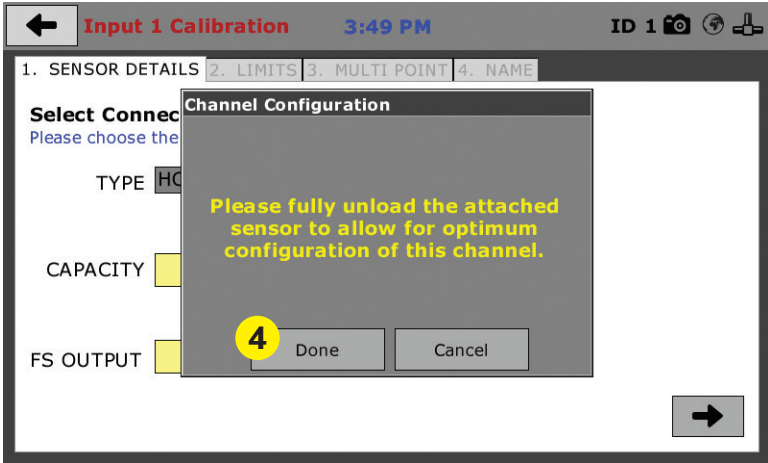 Input 1 Calibration 3:49 PM ID 1
1. SENSOR DETAILS 2. LIMITS 3. MULTI POINT 4. NAME
Select Connec
Please choose the
Channel Configuration
TYPE HO
Please fully unload the attached
sensor to allow for optimum
configuration of this channel.
CAPACITY
4
Done Cancel
FS OUTPUT